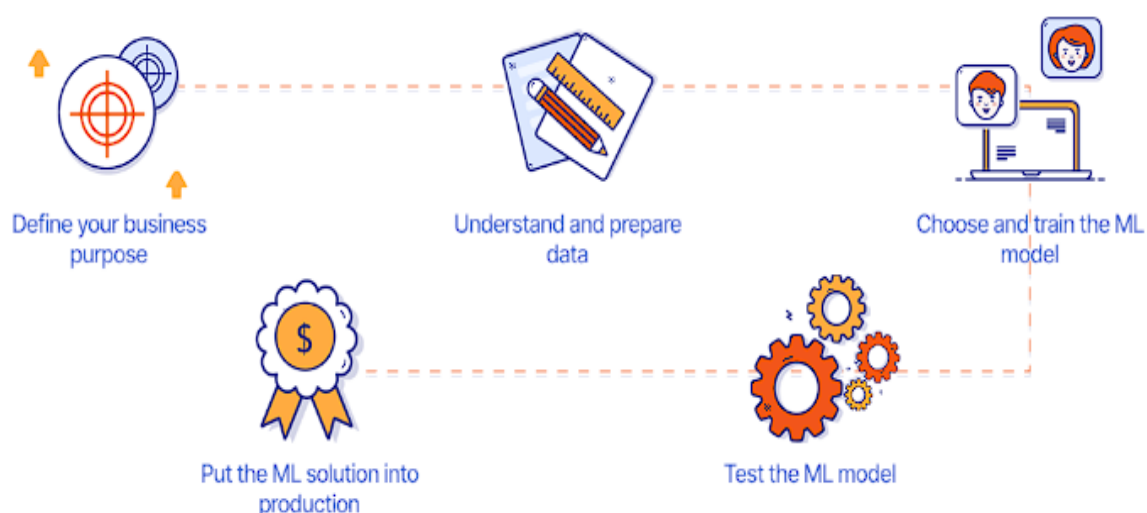 Define your business
purpose
Understand and prepare
data
Choose and train the ML
model
$
Put the ML solution into
production
Test the ML model